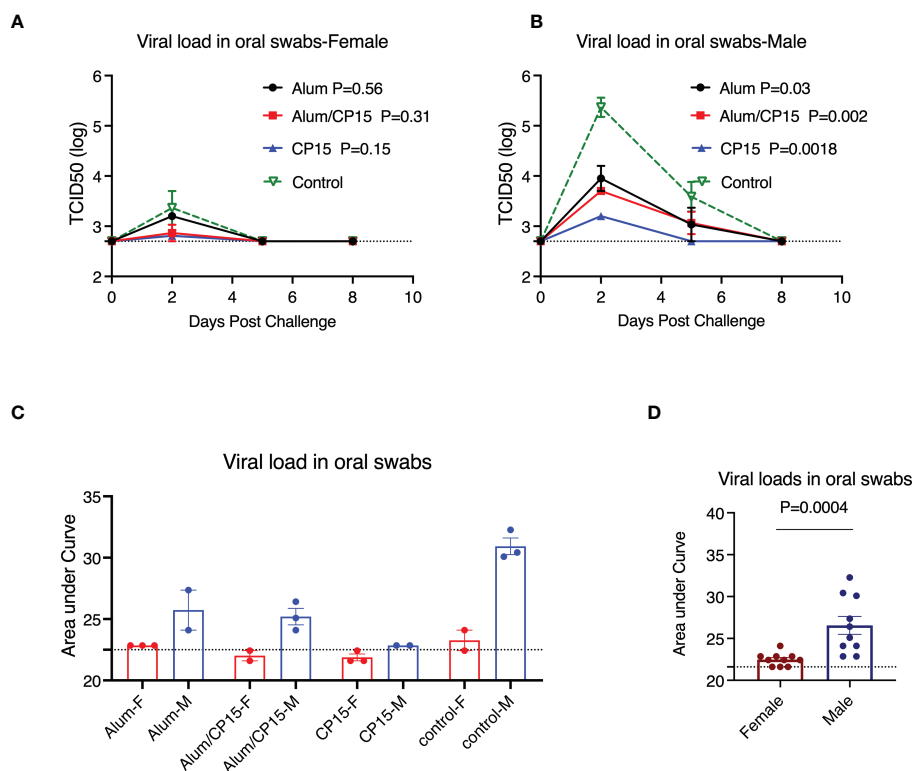 A
Viral load in oral swabs-Female
6
5
4
3
2
TCID50 (log)
Alum P=0.56
Alum/CP15 P=0.31
CP15 P=0.15
Control
0
2
4
6
8
10
Days Post Challenge
B
Viral load in oral swabs-Male
6
5
4
3
2
TCID50 (log)
Alum P=0.03
Alum/CP15 P=0.002
CP15 P=0.0018
Control
0
2
4
6
8
10
Days Post Challenge
C
Viral load in oral swabs
35
30
25
20
Area under Curve
Alum-F
Alum-M
Alum/CP15-F
Alum/CP15-M
CP15-F
CP15-M
control-F
control-M
D
Viral loads in oral swabs
P=0.0004
40
35
30
25
20
Area under Curve
Female
Male